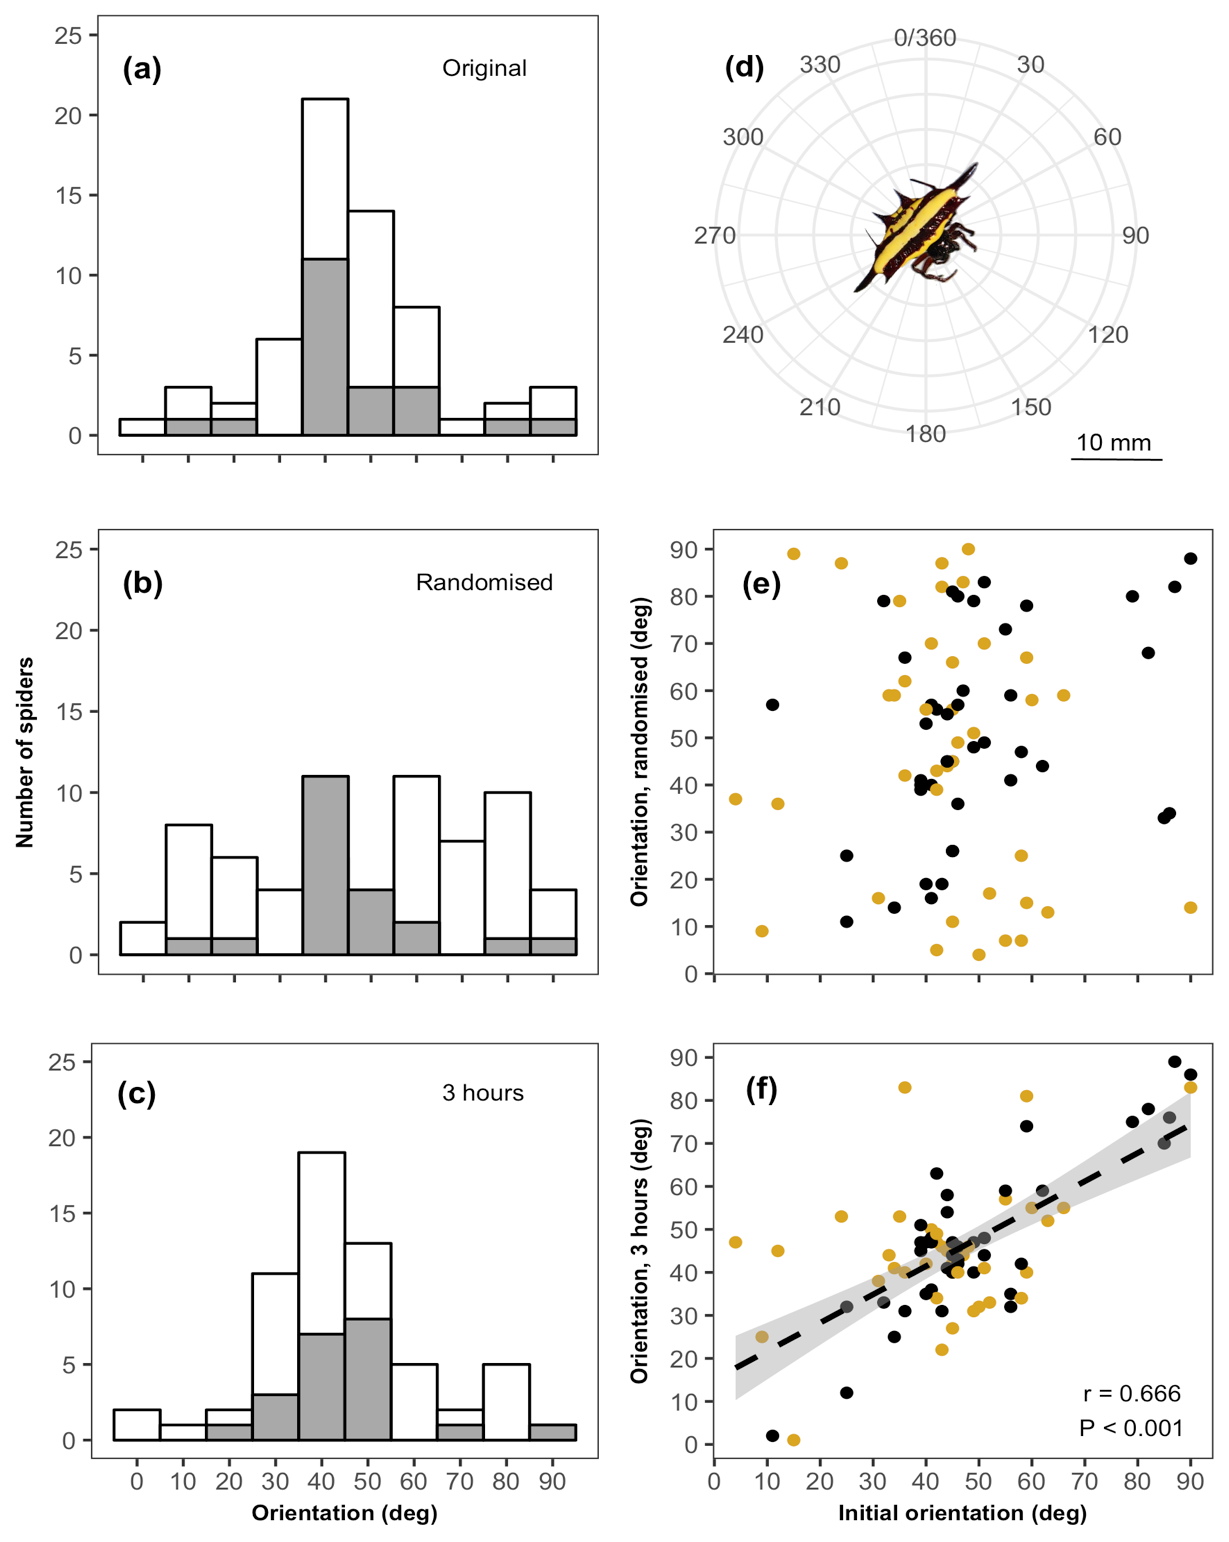 (a)
Original
25
20
15
10
5
0
(d)
0/360
30
60
90
120
150
180
210
240
270
300
330
10 mm
(b)
Randomised
25
20
15
10
5
0
Number of spiders
(e)
90
80
70
60
50
40
30
20
10
0
Orientation, randomised (deg)
(c)
3 hours
25
20
15
10
5
0
0 10 20 30 40 50 60 70 80 90
Orientation (deg)
(f)
90
80
70
60
50
40
30
20
10
0
Orientation, 3 hours (deg)
r = 0.666
P < 0.001
0 10 20 30 40 50 60 70 80 90
Initial orientation (deg)